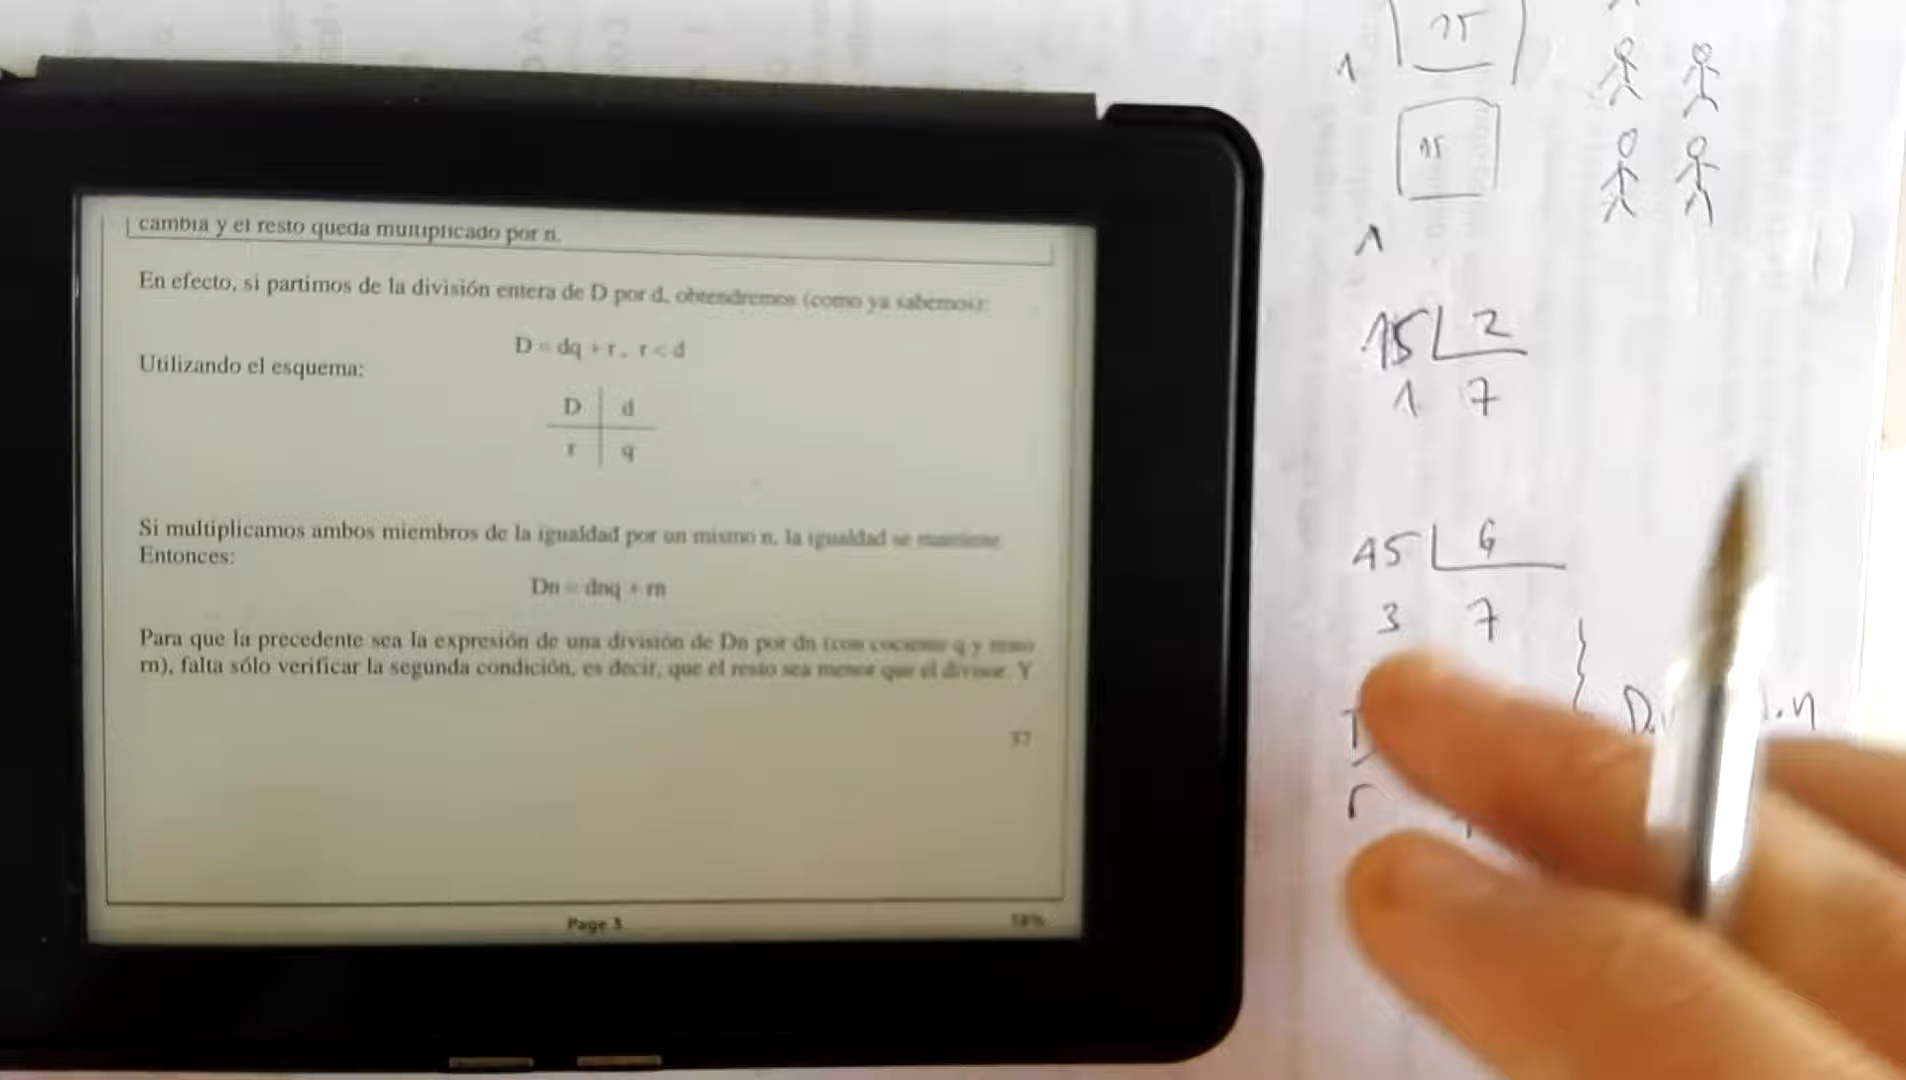 cambia y el resto queda multiplicado por n.
En efecto, si partimos de la división entera de D por d, obtendremos (como ya sabemos):
D = dq + r, r < d
Utilizando el esquema:
D d
r q
Si multiplicamos ambos miembros de la igualdad por un mismo n, la igualdad se mantiene.
Entonces:
Dn = dnq + rn
Para que la precedente sea la expresión de una división de Dn por dn (con cociente q y resto
rn), falta sólo verificar la segunda condición, es decir, que el resto sea menor que el divisor. Y
37
Page 3
18%
15
1
15
1
15 2
1 7
45 6
3 7